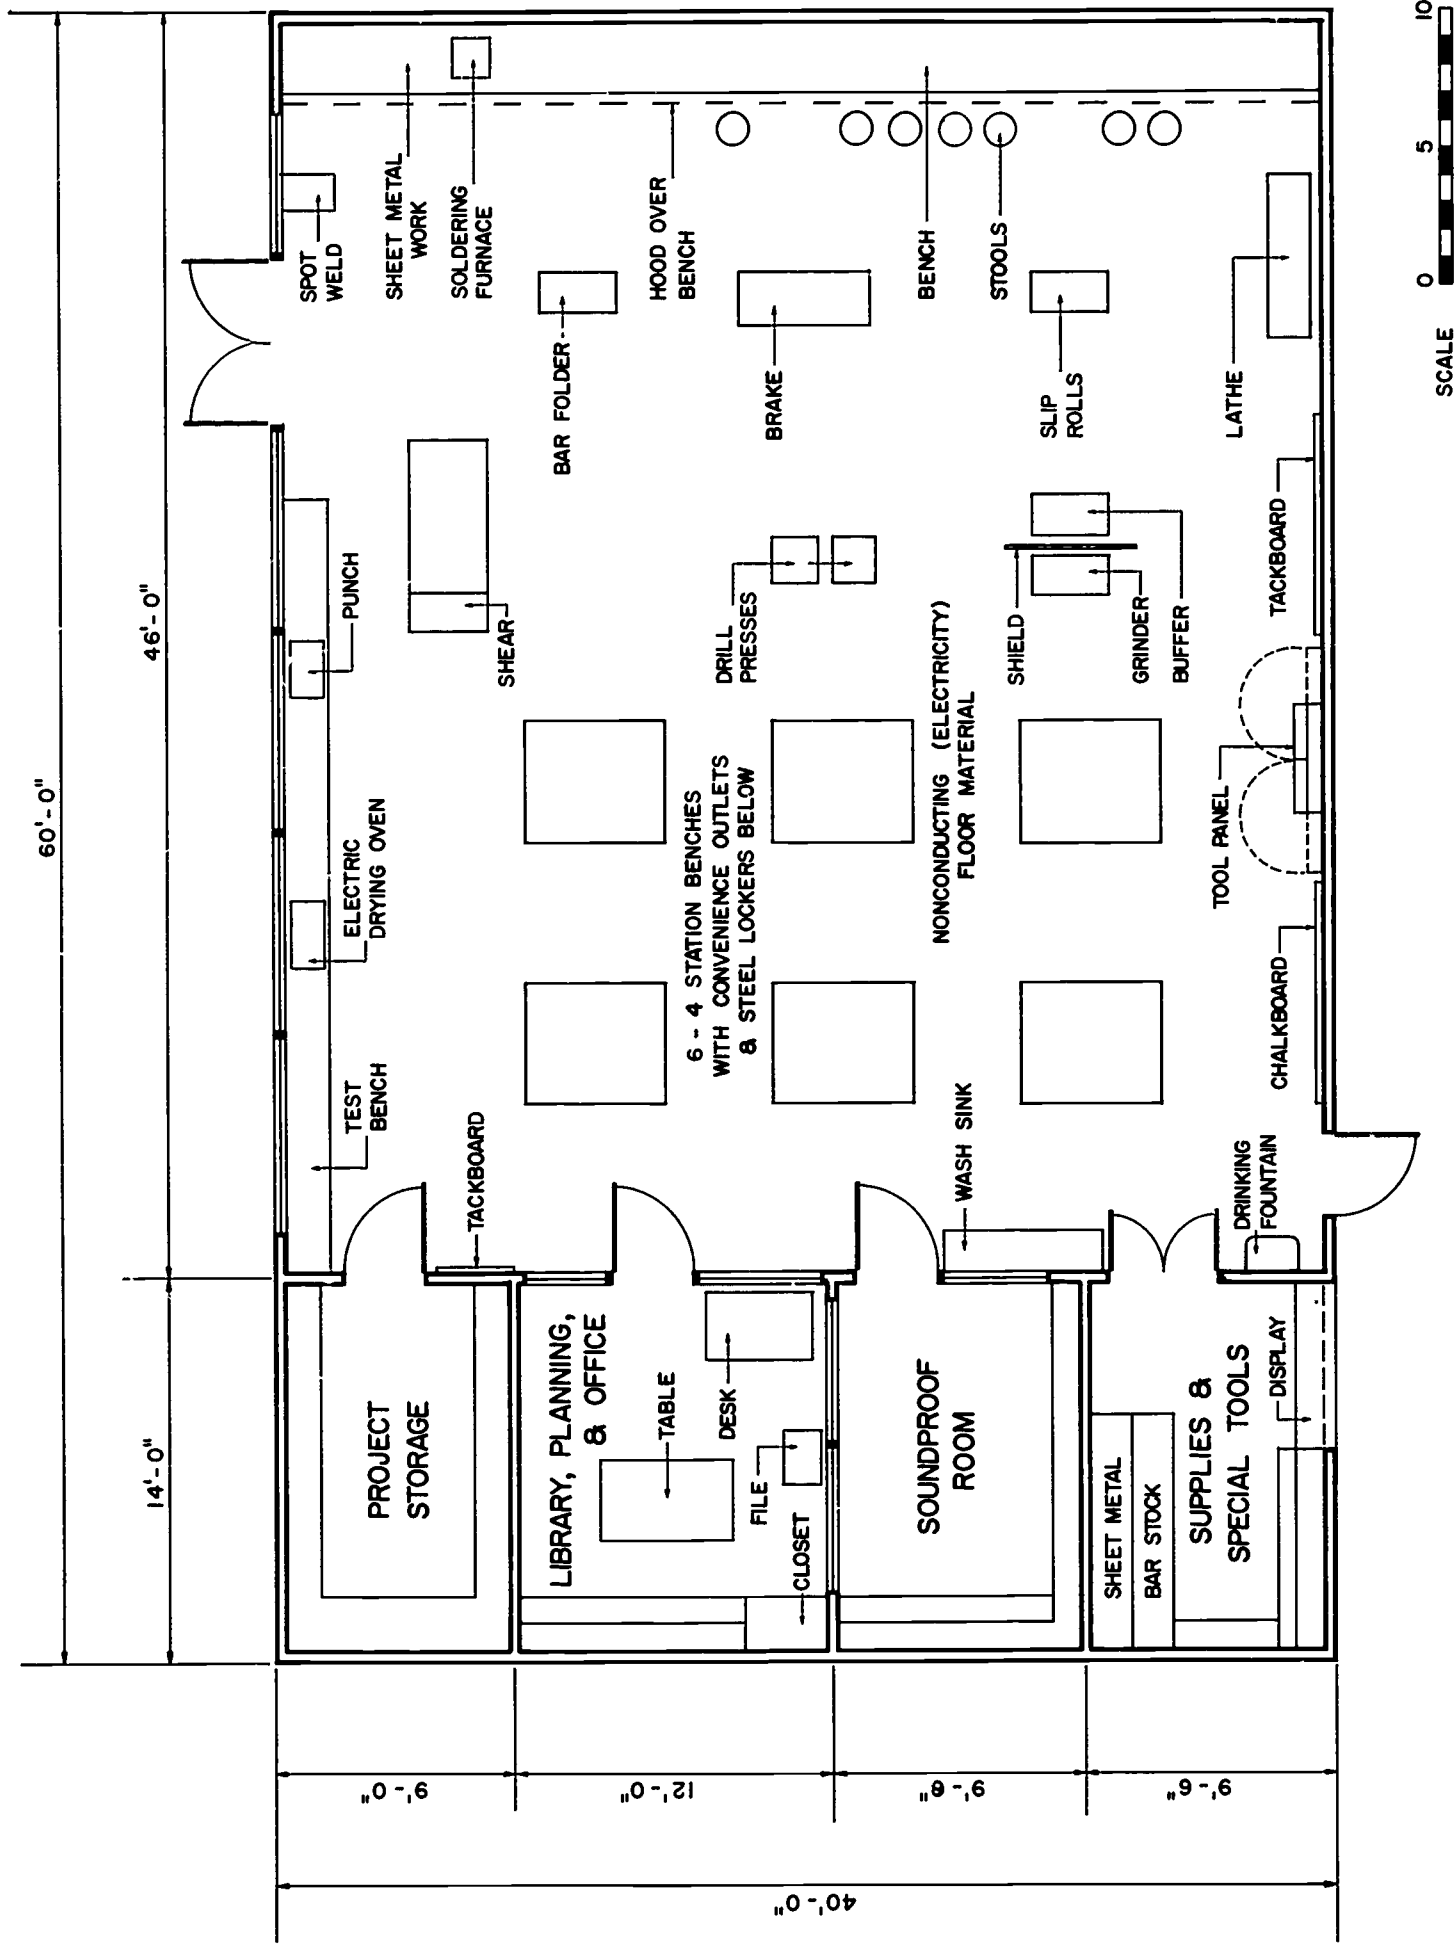 60'-0"
46'-0"
14'-0"
SPOT
WELD
SHEET METAL
WORK
SOLDERING
FURNACE
HOOD OVER
BENCH
BENCH
STOOLS
BAR FOLDER
BRAKE
SLIP
ROLLS
LATHE
PUNCH
SHEAR
DRILL
PRESSES
SHIELD
GRINDER
BUFFER
TACKBOARD
ELECTRIC
DRYING OVEN
6 - 4 STATION BENCHES
WITH CONVENIENCE OUTLETS
& STEEL LOCKERS BELOW
NONCONDUCTING (ELECTRICITY)
FLOOR MATERIAL
TOOL PANEL
TEST
BENCH
TACKBOARD
WASH SINK
CHALKBOARD
DRINKING
FOUNTAIN
PROJECT
STORAGE
LIBRARY, PLANNING,
& OFFICE
TABLE
DESK
FILE
CLOSET
SOUNDPROOF
ROOM
SHEET METAL
BAR STOCK
SUPPLIES &
SPECIAL TOOLS
DISPLAY
9'-0"
12'-0"
9'-6"
9'-6"
40'-0"
SCALE
0 5 10